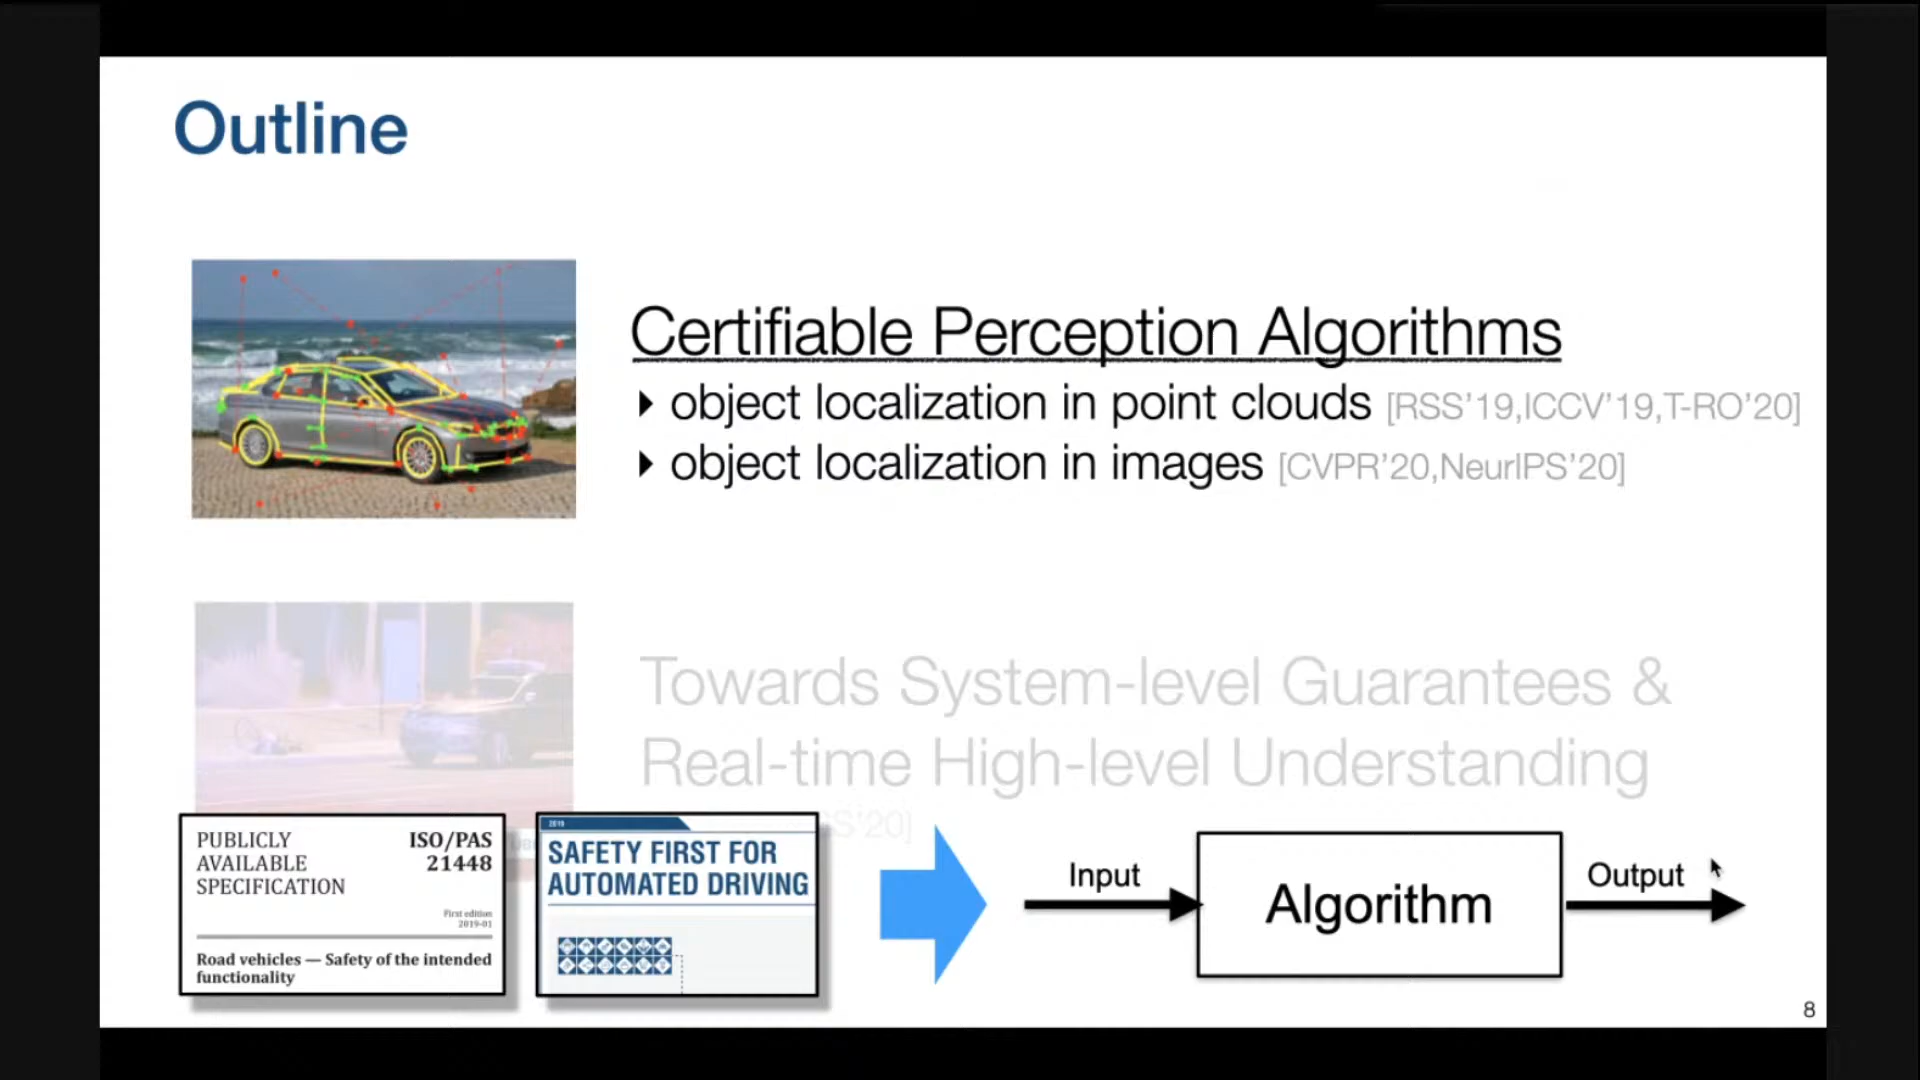 Outline
Certifiable Perception Algorithms
object localization in point clouds [RSS'19,ICCV'19,T-RO'20]
object localization in images [CVPR'20,NeurIPS'20]
Towards System-level Guarantees &
Real-time High-level Understanding
S'20]
PUBLICLY
AVAILABLE
SPECIFICATION
ISO/PAS
21448
First edition
2019-01
Road vehicles — Safety of the intended
functionality
2019
SAFETY FIRST FOR
AUTOMATED DRIVING
Input
Algorithm
Output
8